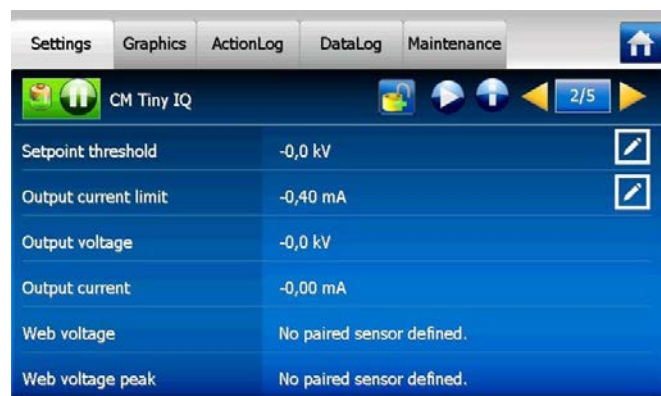 Settings Graphics ActionLog DataLog Maintenance
CM Tiny IQ 2/5
Setpoint threshold -0,0 kV
Output current limit -0,40 mA
Output voltage -0,0 kV
Output current -0,00 mA
Web voltage No paired sensor defined.
Web voltage peak No paired sensor defined.